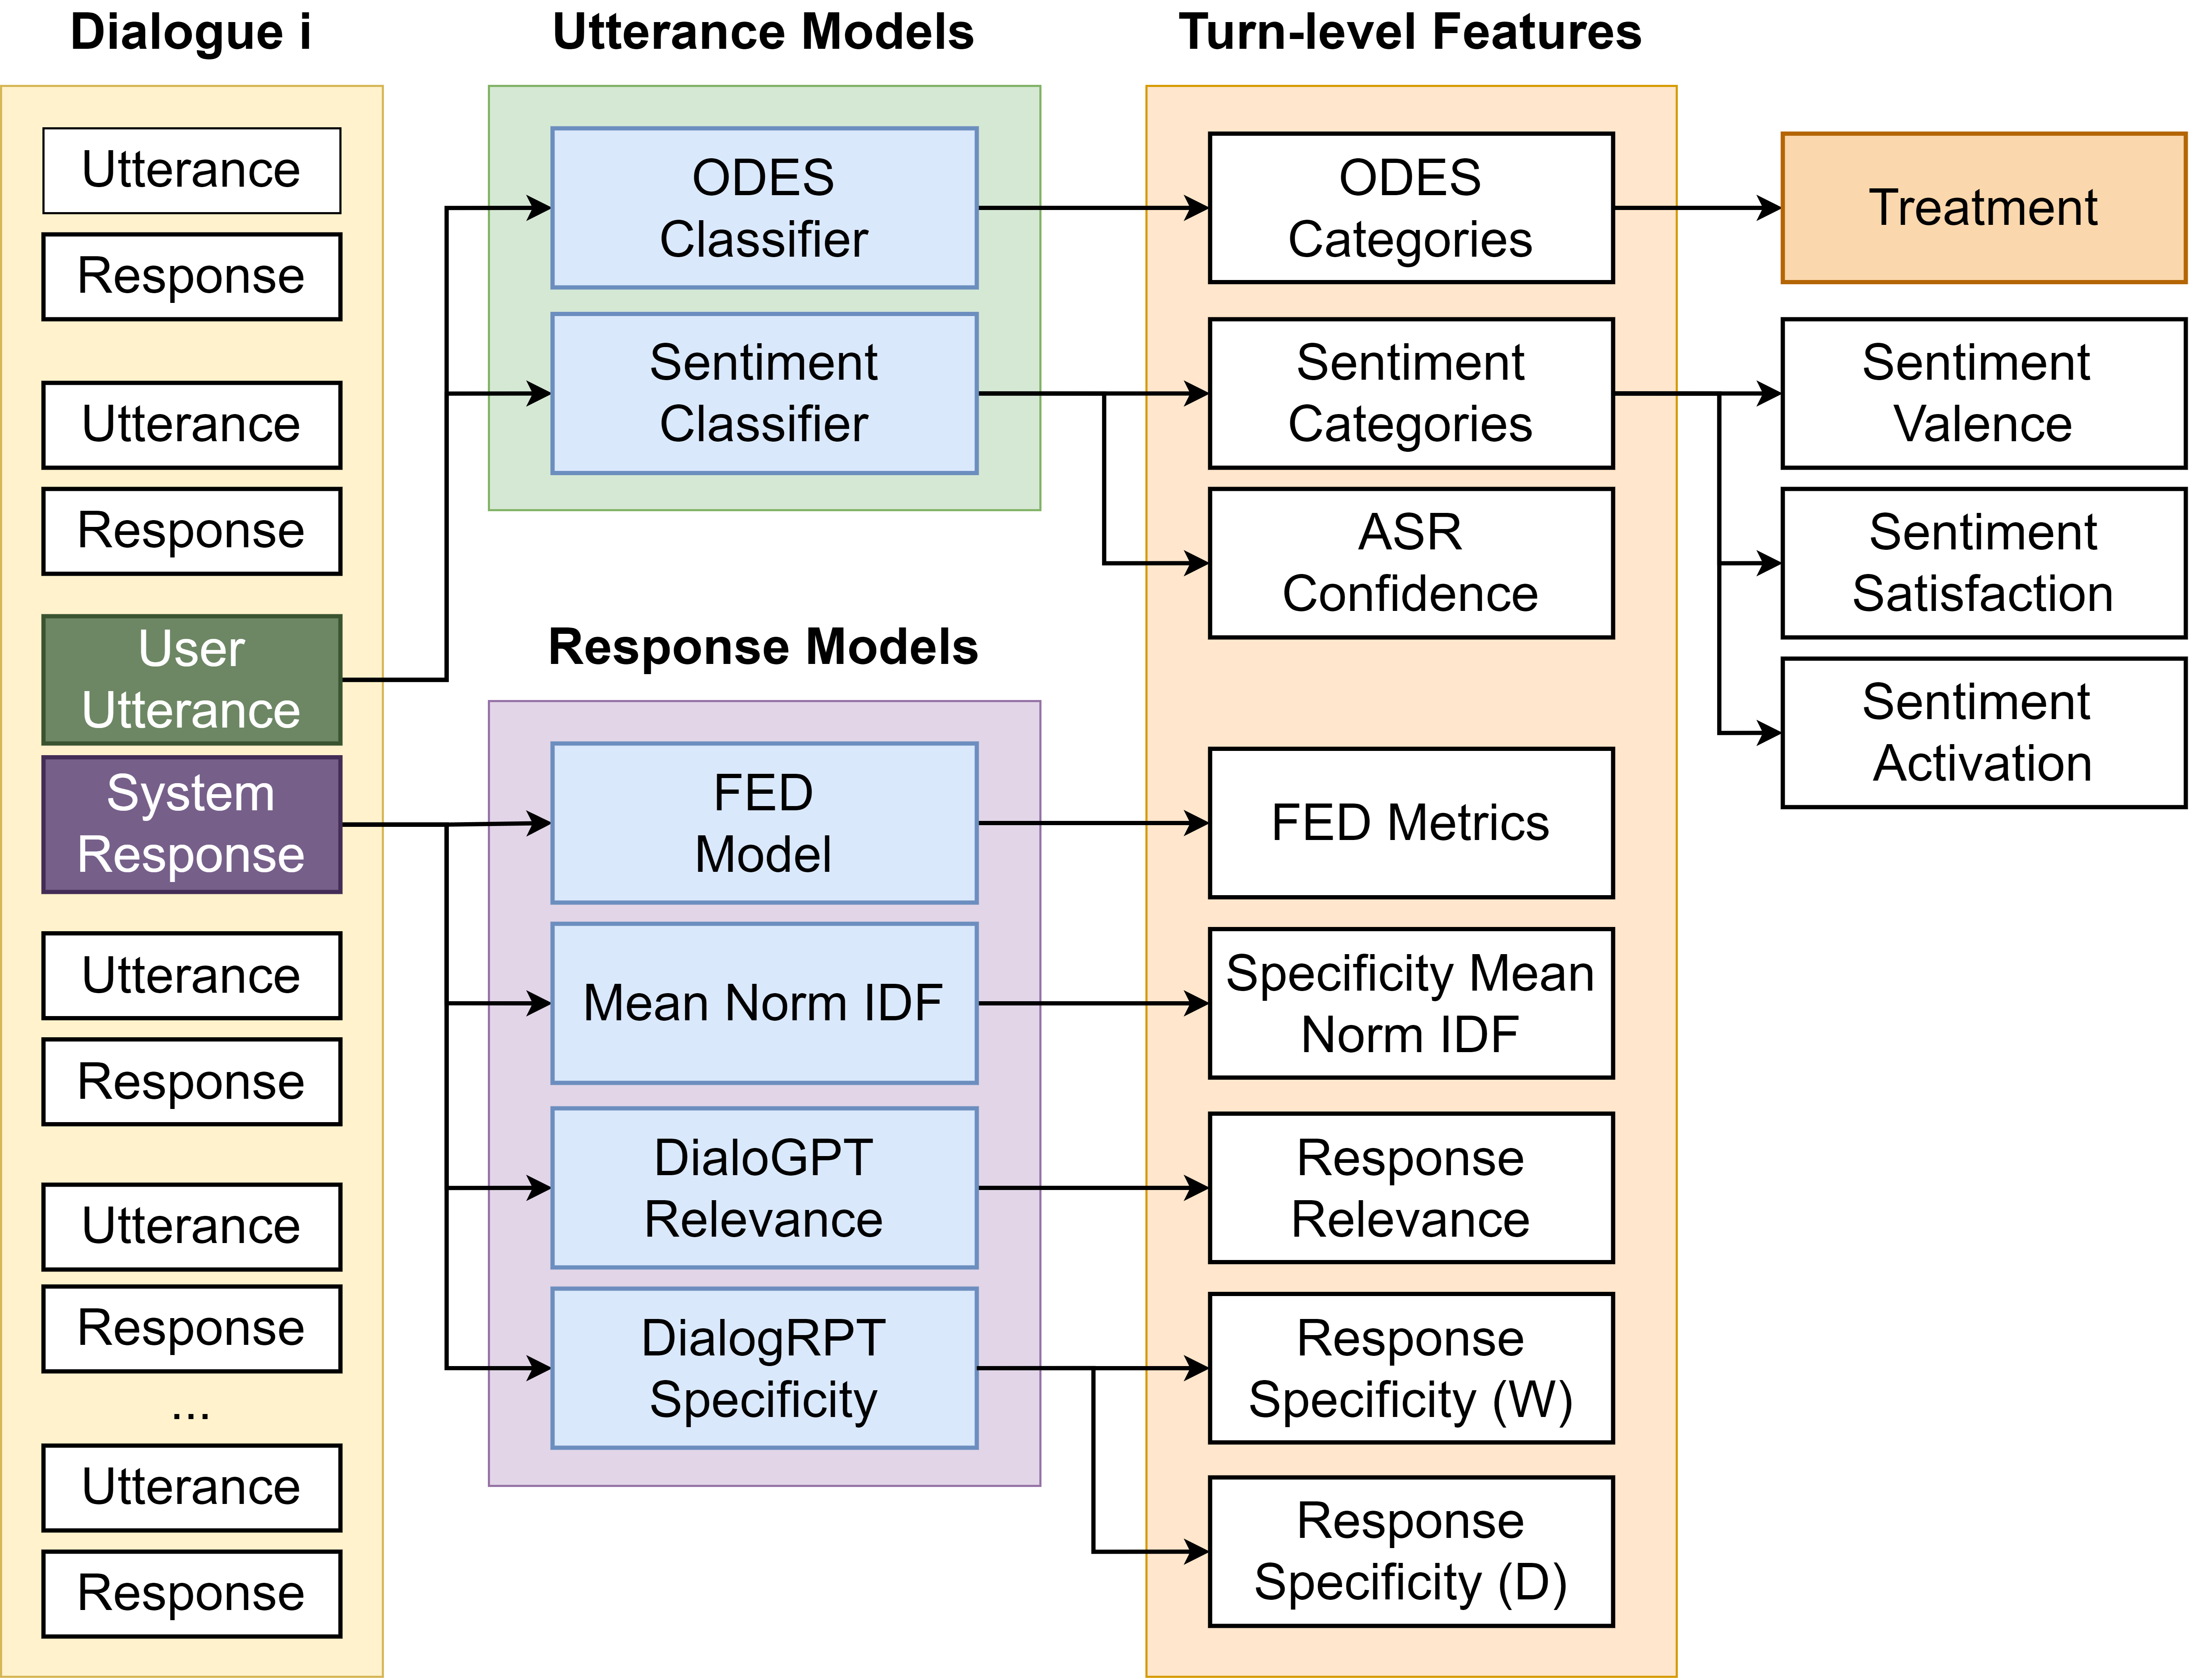 Dialogue i
Utterance
Response
Utterance
Response
User
Utterance
System
Response
Utterance
Response
Utterance
Response
...
Utterance
Response
Utterance Models
ODES
Classifier
Sentiment
Classifier
Response Models
FED
Model
Mean Norm IDF
DialoGPT
Relevance
DialogRPT
Specificity
Turn-level Features
ODES
Categories
Sentiment
Categories
ASR
Confidence
FED Metrics
Specificity Mean
Norm IDF
Response
Relevance
Response
Specificity (W)
Response
Specificity (D)
Treatment
Sentiment
Valence
Sentiment
Satisfaction
Sentiment
Activation